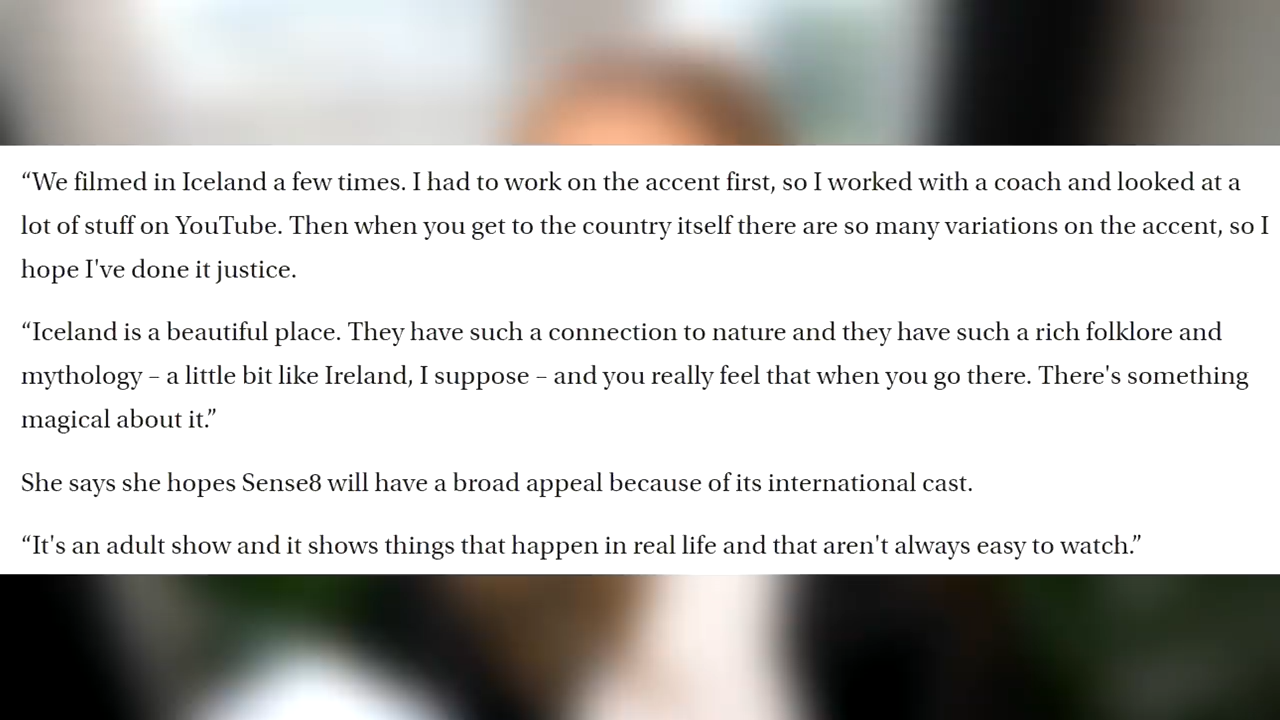 “We filmed in Iceland a few times. I had to work on the accent first, so I worked with a coach and looked at a
lot of stuff on YouTube. Then when you get to the country itself there are so many variations on the accent, so I
hope I've done it justice.
“Iceland is a beautiful place. They have such a connection to nature and they have such a rich folklore and
mythology – a little bit like Ireland, I suppose – and you really feel that when you go there. There's something
magical about it.”
She says she hopes Sense8 will have a broad appeal because of its international cast.
“It's an adult show and it shows things that happen in real life and that aren't always easy to watch.”